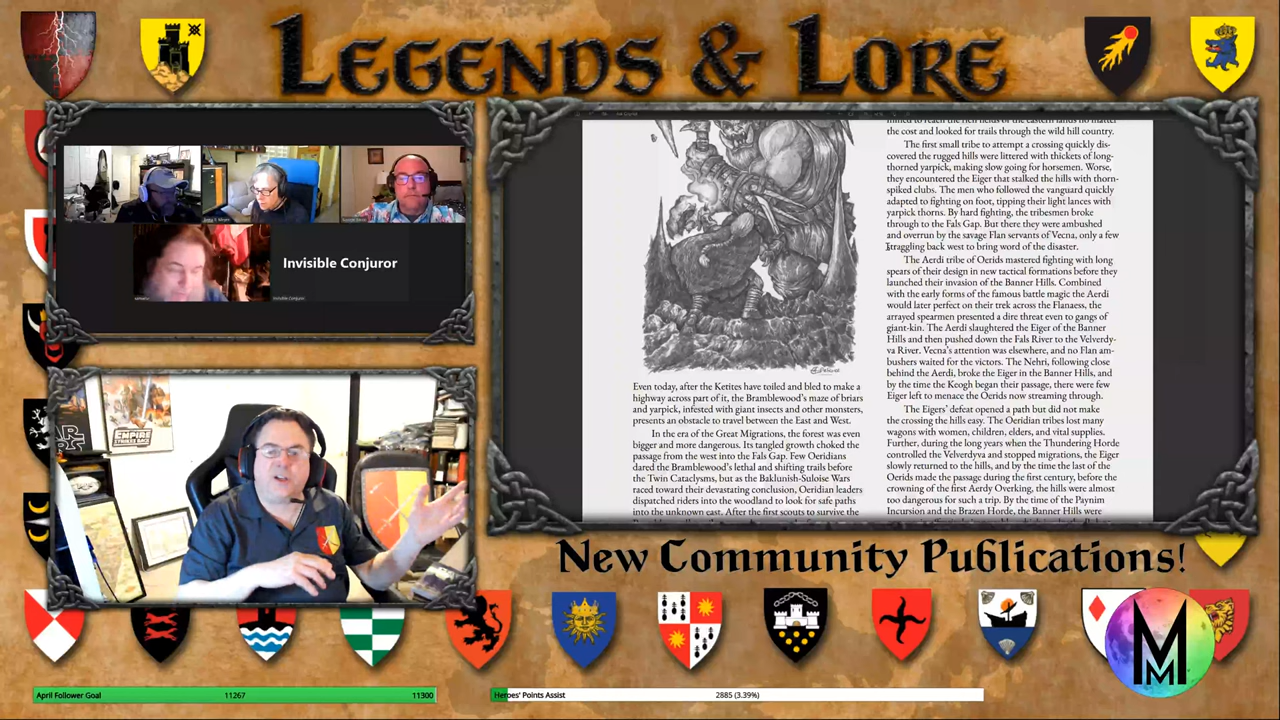 LEGENDS & LORE
Invisible Conjuror
Invisible Conjuror
STAR
WARS
THE
EMPIRE
STRIKES
BACK
Even today, after the Ketites have toiled and bled to make a
highway across part of it, the Bramblewood's maze of briars
and yarpick, infested with giant insects and other monsters,
presents an obstacle to travel between the East and West.
In the era of the Great Migrations, the forest was even
bigger and more dangerous. Its tangled growth choked the
passage from the west into the Fals Gap. Few Oeridians
dared the Bramblewood's lethal and shifting trails before
the Twin Cataclysms, but as the Baklunish-Suloise Wars
raced toward their devastating conclusion, Oeridian leaders
dispatched riders into the woodland to look for safe paths
into the unknown east. After the first scouts to survive the
the cost and looked for trails through the wild hill country.
The first small tribe to attempt a crossing quickly dis-
covered the rugged hills were littered with thickets of long-
thorned yarpick, making slow going for horsemen. Worse,
they encountered the Eiger that stalked the hills with thorn-
spiked clubs. The men who followed the vanguard quickly
adapted to fighting on foot, tipping their light lances with
yarpick thorns. By hard fighting, the tribesmen broke
through to the Fals Gap. But there they were ambushed
and overrun by the savage Flan servants of Vecna, only a few
straggling back west to bring word of the disaster.
The Aerdi tribe of Oerids mastered fighting with long
spears of their design in new tactical formations before they
launched their invasion of the Banner Hills. Combined
with the early forms of the famous battle magic the Aerdi
would later perfect on their trek across the Flanaess, the
arrayed spearmen presented a dire threat even to gangs of
giant-kin. The Aerdi slaughtered the Eiger of the Banner
Hills and then pushed down the Fals River to the Velverdy-
va River. Vecna's attention was elsewhere, and no Flan am-
bushers waited for the victors. The Nehri, following close
behind the Aerdi, broke the Eiger in the Banner Hills, and
by the time the Keogh began their passage, there were few
Eiger left to menace the Oerids now streaming through.
The Eigers' defeat opened a path but did not make
the crossing the hills easy. The Oeridian tribes lost many
wagons with women, children, elders, and vital supplies.
Further, during the long years when the Thundering Horde
controlled the Velverdyva and stopped migrations, the Eiger
slowly returned to the hills, and by the time the last of the
Oerids made the passage during the first century, before the
crowning of the first Aerdy Overking, the hills were almost
too dangerous for such a trip. By the time of the Paynim
Incursion and the Brazen Horde, the Banner Hills were
New Community Publications!
M
M
April Follower Goal 11267 11300
Heroes' Points Assist 2885 (3.39%)